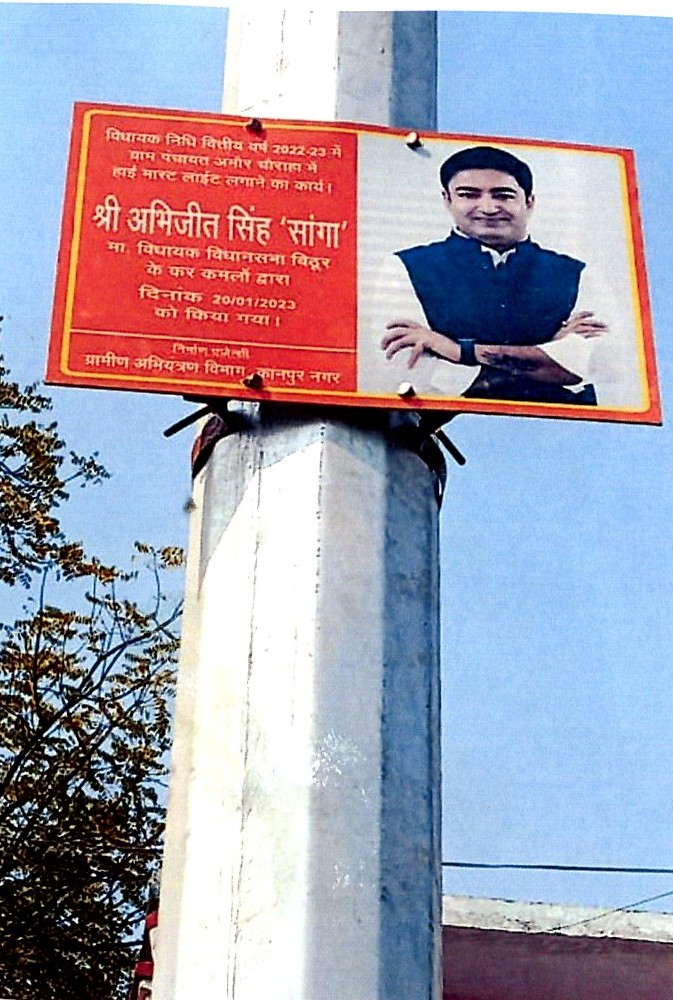 विधायक निधि वित्तीय वर्ष 2022-23 में
ग्राम पंचायत अमौर चौराहा में
हाई मास्ट लाईट लगाने का कार्य।
श्री अभिजीत सिंह 'सांगा'
मा. विधायक विधानसभा बिठूर
के कर कमलों द्वारा
दिनांक 20/01/2023
को किया गया।
निर्माण एजेन्सी
ग्रामीण अभियंत्रण विभाग, कानपुर नगर